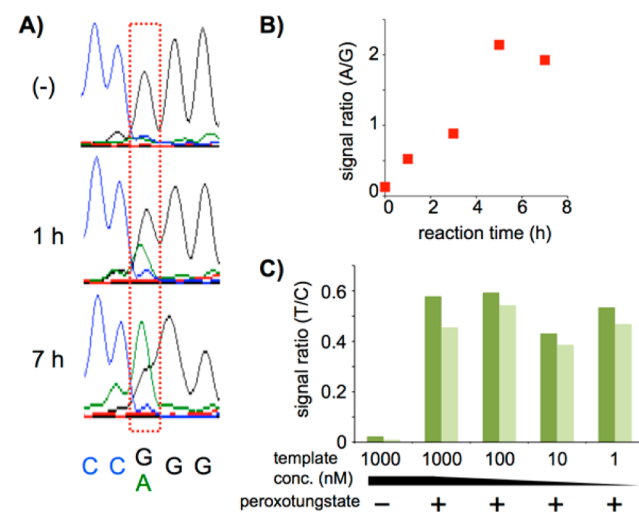 A)
(-)
1 h
7 h
C C G G G
A
B)
signal ratio (A/G)
2
1
0
0 2 4 6 8
reaction time (h)
C)
signal ratio (T/C)
0.6
0.4
0.2
0
template 1000 1000 100 10 1
conc. (nM)
peroxotungstate − + + + +